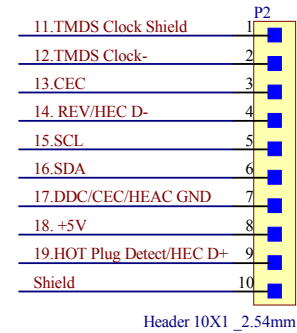 P2
11.TMDS Clock Shield 1
12.TMDS Clock- 2
13.CEC 3
14. REV/HEC D- 4
15.SCL 5
16.SDA 6
17.DDC/CEC/HEAC GND 7
18. +5V 8
19.HOT Plug Detect/HEC D+ 9
Shield 10
Header 10X1 _2.54mm